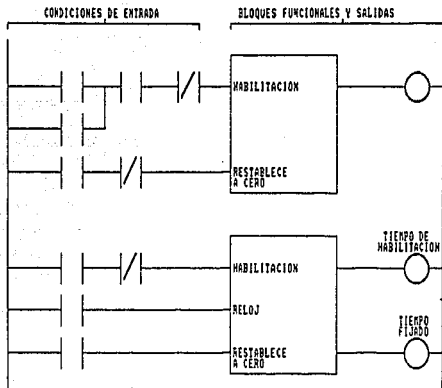 CONDICIONES DE ENTRADA
BLOQUES FUNCIONALES Y SALIDAS
HABILITACION
RESTABLECE
A CERO
TIEMPO DE
HABILITACION
HABILITACION
RELOJ
TIEMPO
FIJADO
RESTABLECE
A CERO